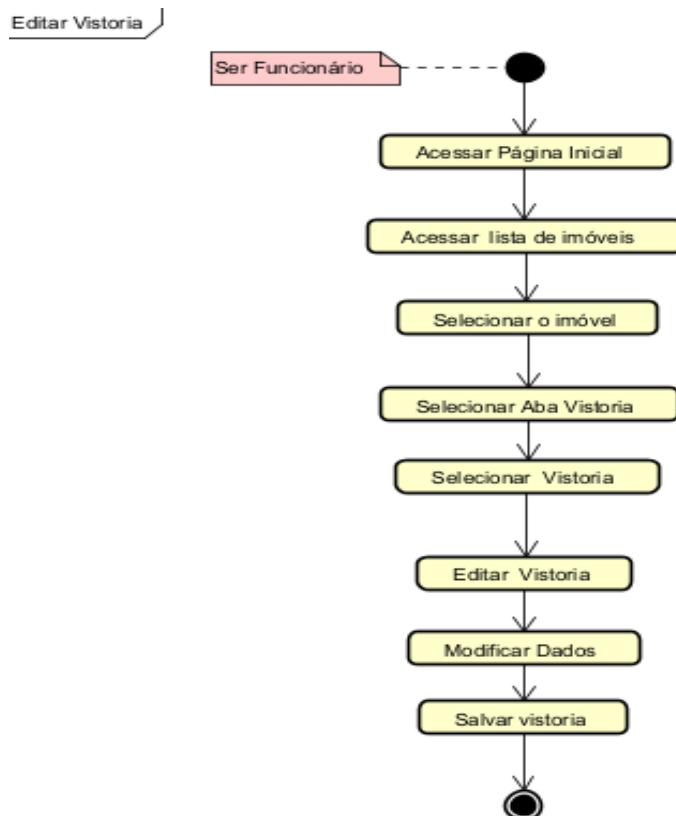 Editar Vistoria
Ser Funcionário
Acessar Página Inicial
Acessar lista de imóveis
Selecionar o imóvel
Selecionar Aba Vistoria
Selecionar Vistoria
Editar Vistoria
Modificar Dados
Salvar vistoria